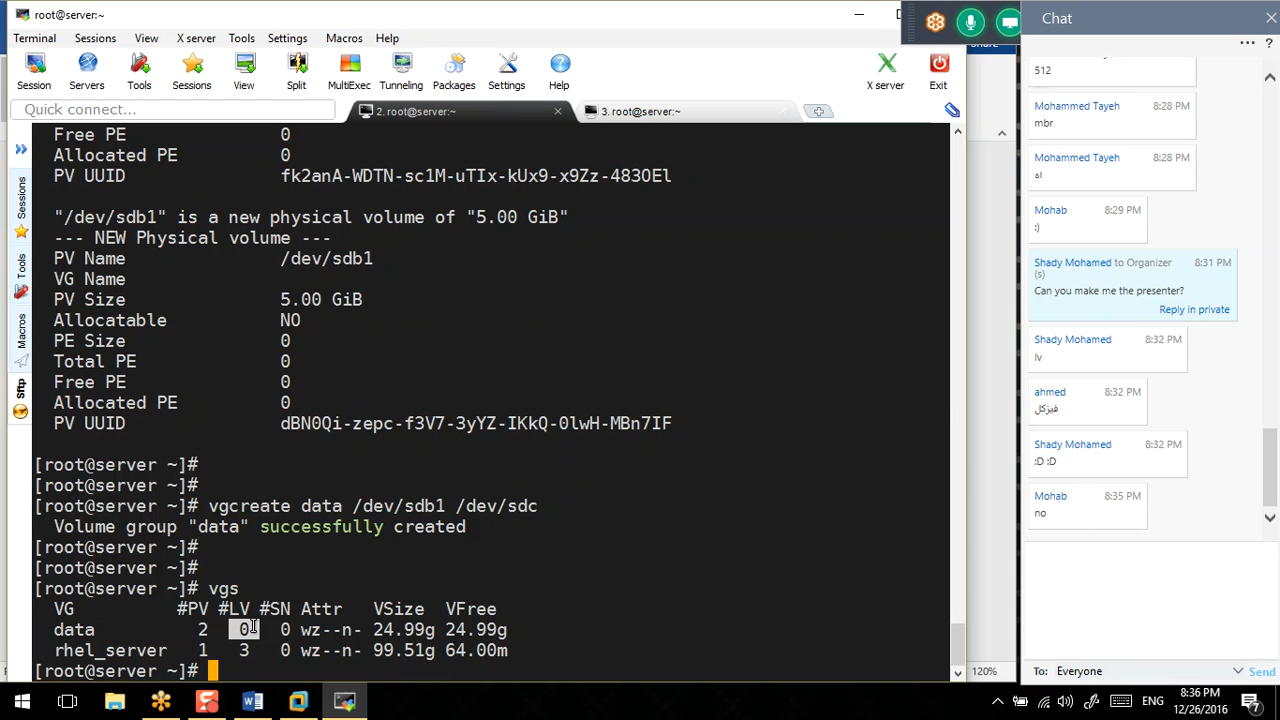 root@server:~
Terminal Sessions View X server Tools Settings Macros Help
Session Servers Tools Sessions View Split MultiExec Tunneling Packages Settings Help X server Exit
Quick connect...
2. root@server:~
3. root@server:~
Sessions
Tools
Macros
Sftp
Free PE 0
Allocated PE 0
PV UUID fk2anA-WDTN-sc1M-uTIx-kUx9-x9Zz-483OEl
"/dev/sdb1" is a new physical volume of "5.00 GiB"
--- NEW Physical volume ---
PV Name /dev/sdb1
VG Name
PV Size 5.00 GiB
Allocatable NO
PE Size 0
Total PE 0
Free PE 0
Allocated PE 0
PV UUID dBN0Qi-zepc-f3V7-3yYZ-IKkQ-0lwH-MBn7IF
[root@server ~]#
[root@server ~]#
[root@server ~]# vgcreate data /dev/sdb1 /dev/sdc
Volume group "data" successfully created
[root@server ~]#
[root@server ~]#
[root@server ~]# vgs
VG #PV #LV #SN Attr VSize VFree
data 2 0 0 wz--n- 24.99g 24.99g
rhel_server 1 3 0 wz--n- 99.51g 64.00m
[root@server ~]#
120%
Chat
512
Mohammed Tayeh 8:28 PM
mbr
Mohammed Tayeh 8:28 PM
اه
Mohab 8:29 PM
:)
Shady Mohamed to Organizer (s) 8:31 PM
Can you make me the presenter?
Reply in private
Shady Mohamed 8:32 PM
lv
ahmed 8:32 PM
فيزكل
Shady Mohamed 8:32 PM
:D :D
Mohab 8:35 PM
no
To: Everyone Send
ENG
8:36 PM
12/26/2016
7